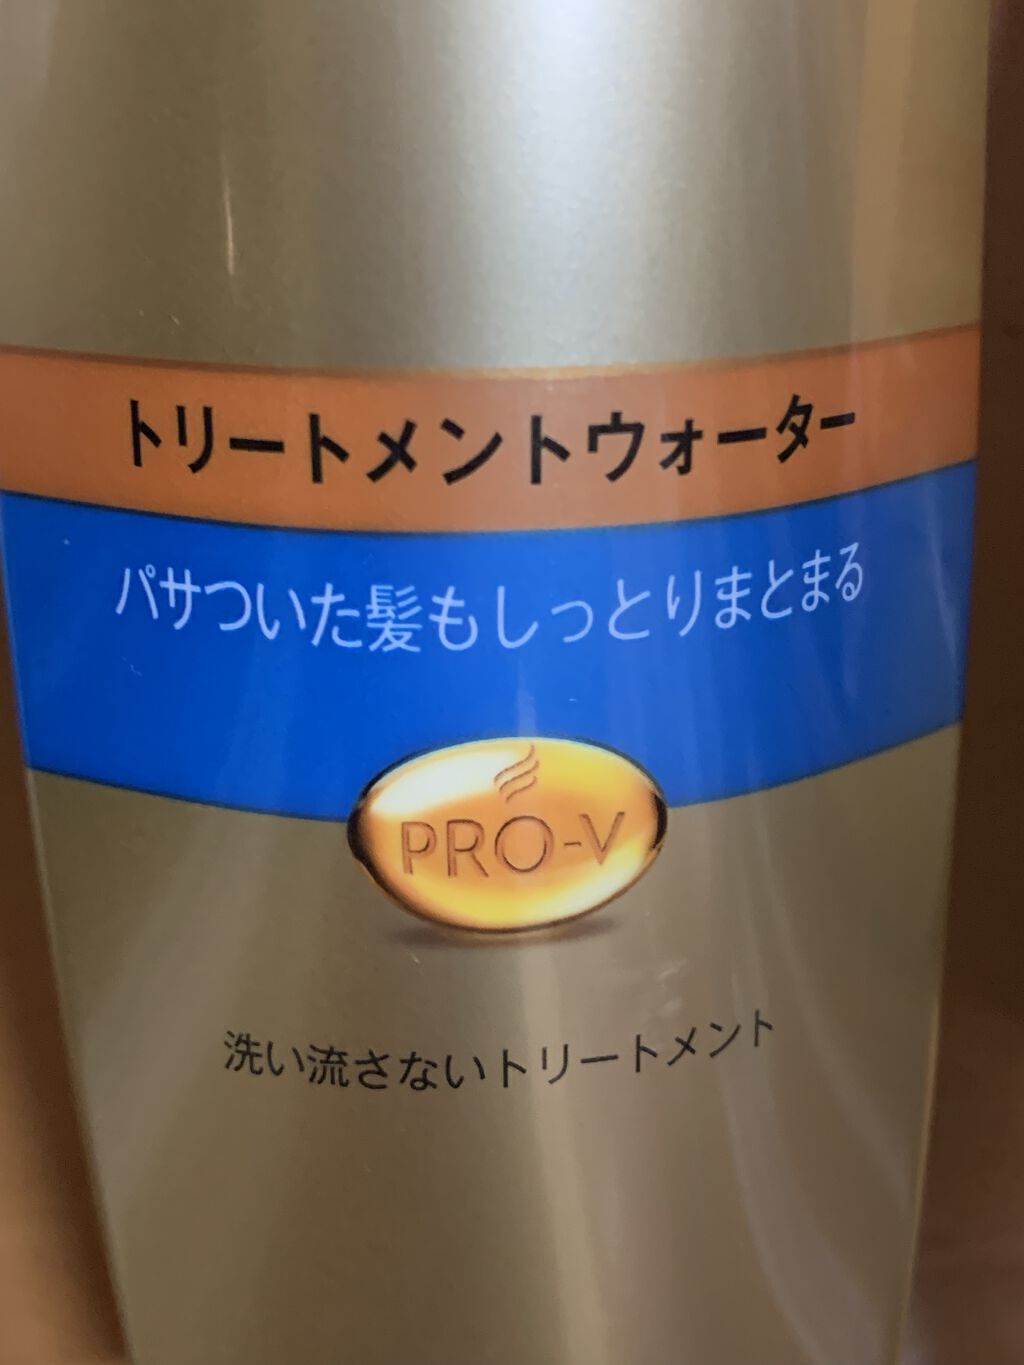 トリートメントウォーター
パサついた髪もしっとりまとまる
PRO-V
洗い流さないトリートメント